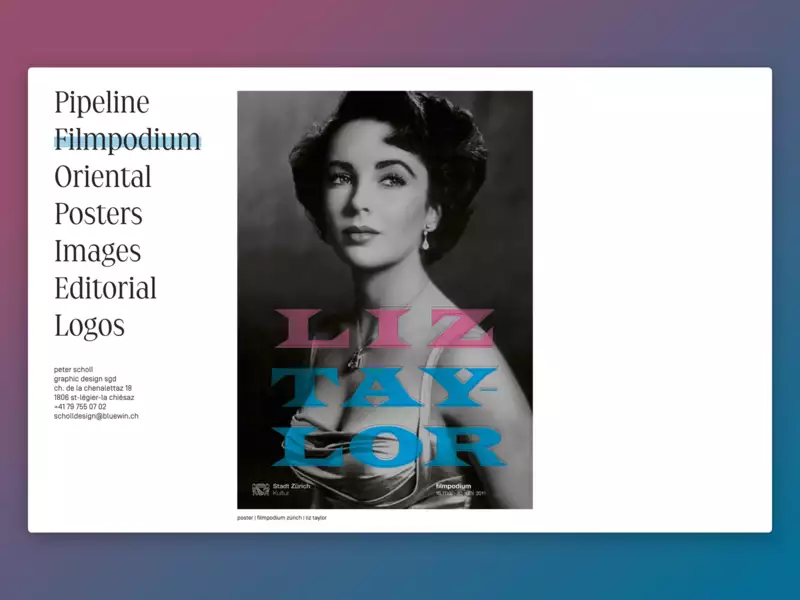 Pipeline
Filmpodium
Oriental
Posters
Images
Editorial
Logos
peter scholl
graphic design sgd
ch. de la chenalettaz 18
1806 st-légier-la chiésaz
+41 79 755 07 02
scholldesign@bluewin.ch
LIZ
TAY-
LOR
Stadt Zürich
Kultur
filmpodium
poster | filmpodium zürich | liz taylor